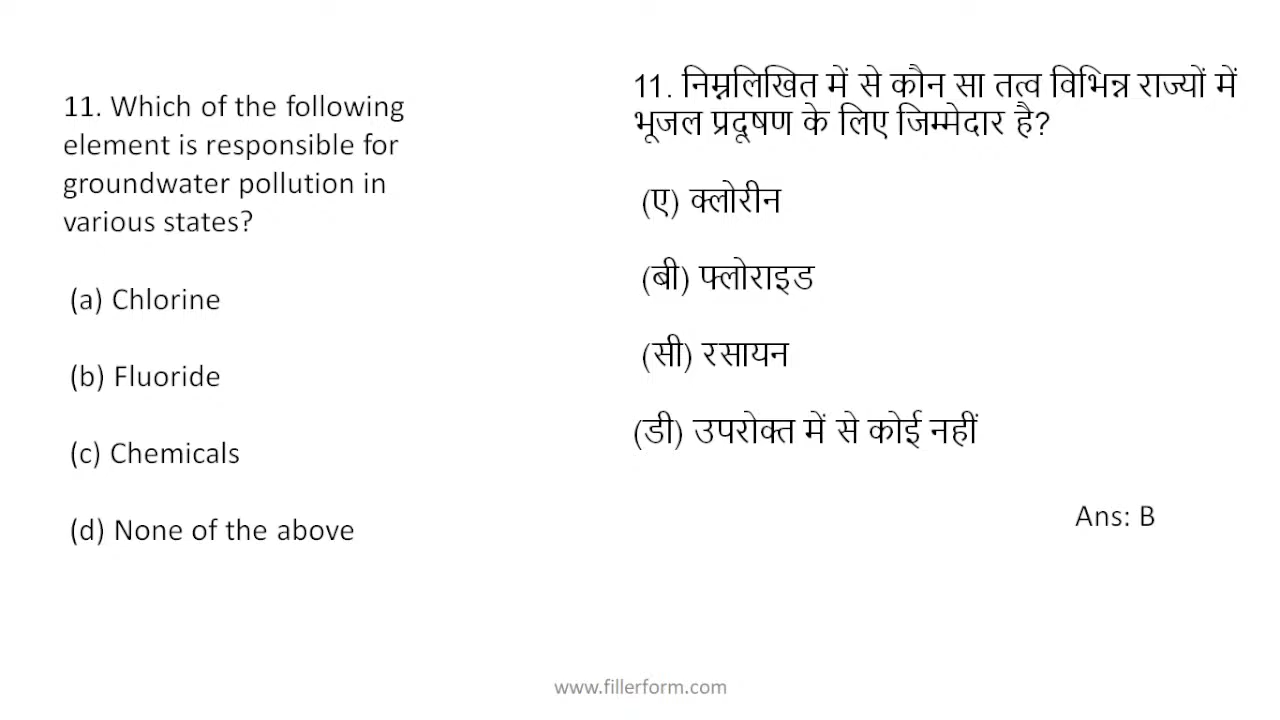 11. Which of the following
element is responsible for
groundwater pollution in
various states?
(a) Chlorine
(b) Fluoride
(c) Chemicals
(d) None of the above
11. निम्नलिखित में से कौन सा तत्व विभिन्न राज्यों में
भूजल प्रदूषण के लिए जिम्मेदार है?
(ए) क्लोरीन
(बी) फ्लोराइड
(सी) रसायन
(डी) उपरोक्त में से कोई नहीं
Ans: B
www.fillerform.com